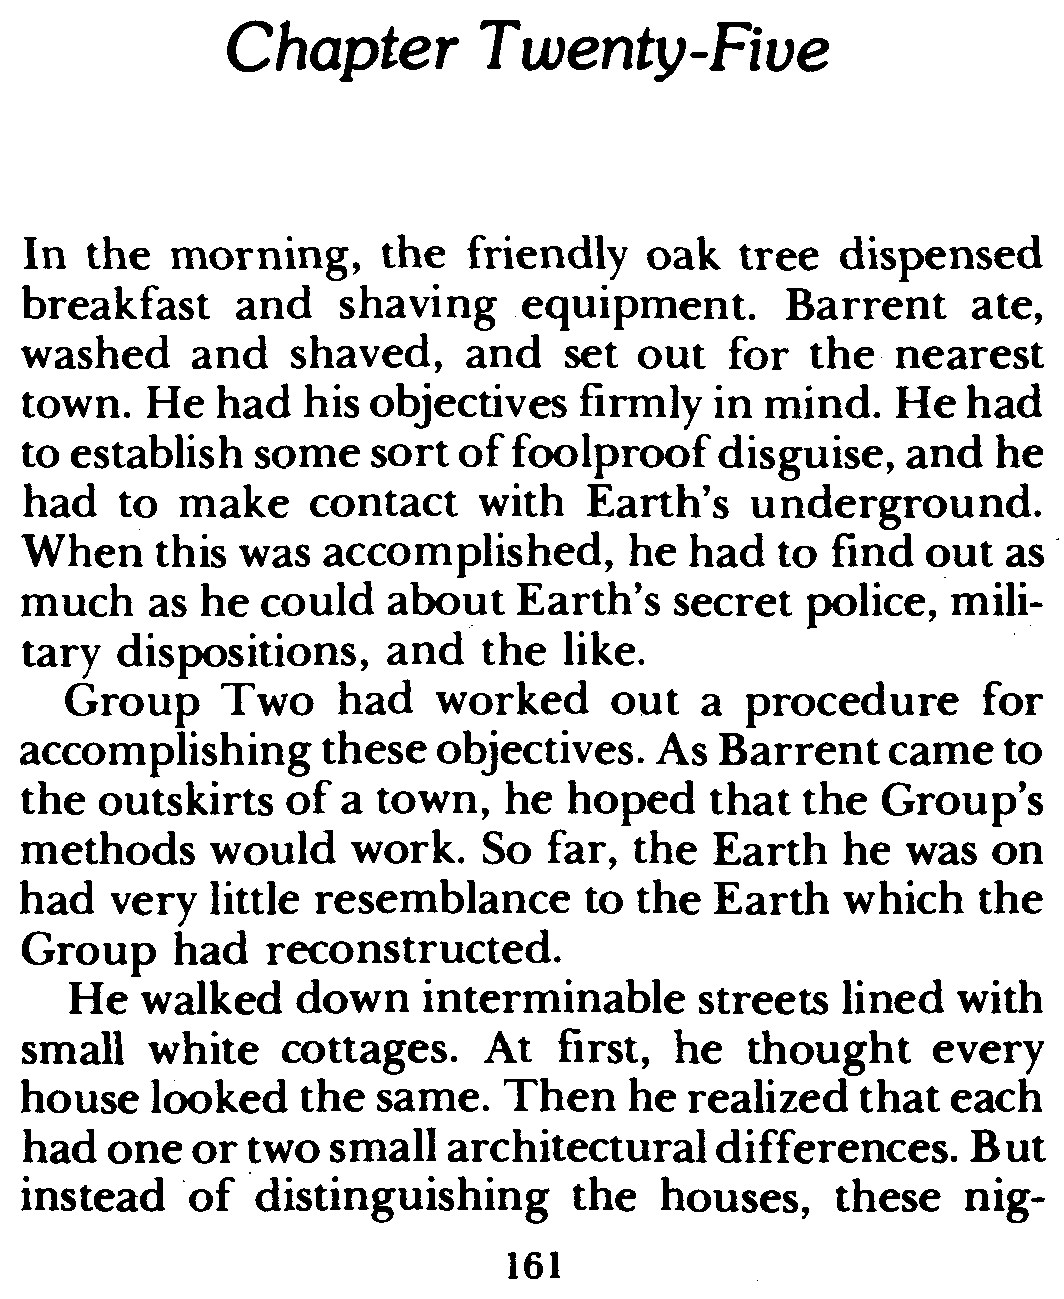 Chapter Twenty-Five
In the morning, the friendly oak tree dispensed
breakfast and shaving equipment. Barrent ate,
washed and shaved, and set out for the nearest
town. He had his objectives firmly in mind. He had
to establish some sort of foolproof disguise, and he
had to make contact with Earth's underground.
When this was accomplished, he had to find out as
much as he could about Earth's secret police, mili-
tary dispositions, and the like.
Group Two had worked out a procedure for
accomplishing these objectives. As Barrent came to
the outskirts of a town, he hoped that the Group's
methods would work. So far, the Earth he was on
had very little resemblance to the Earth which the
Group had reconstructed.
He walked down interminable streets lined with
small white cottages. At first, he thought every
house looked the same. Then he realized that each
had one or two small architectural differences. But
instead of distinguishing the houses, these nig-
161